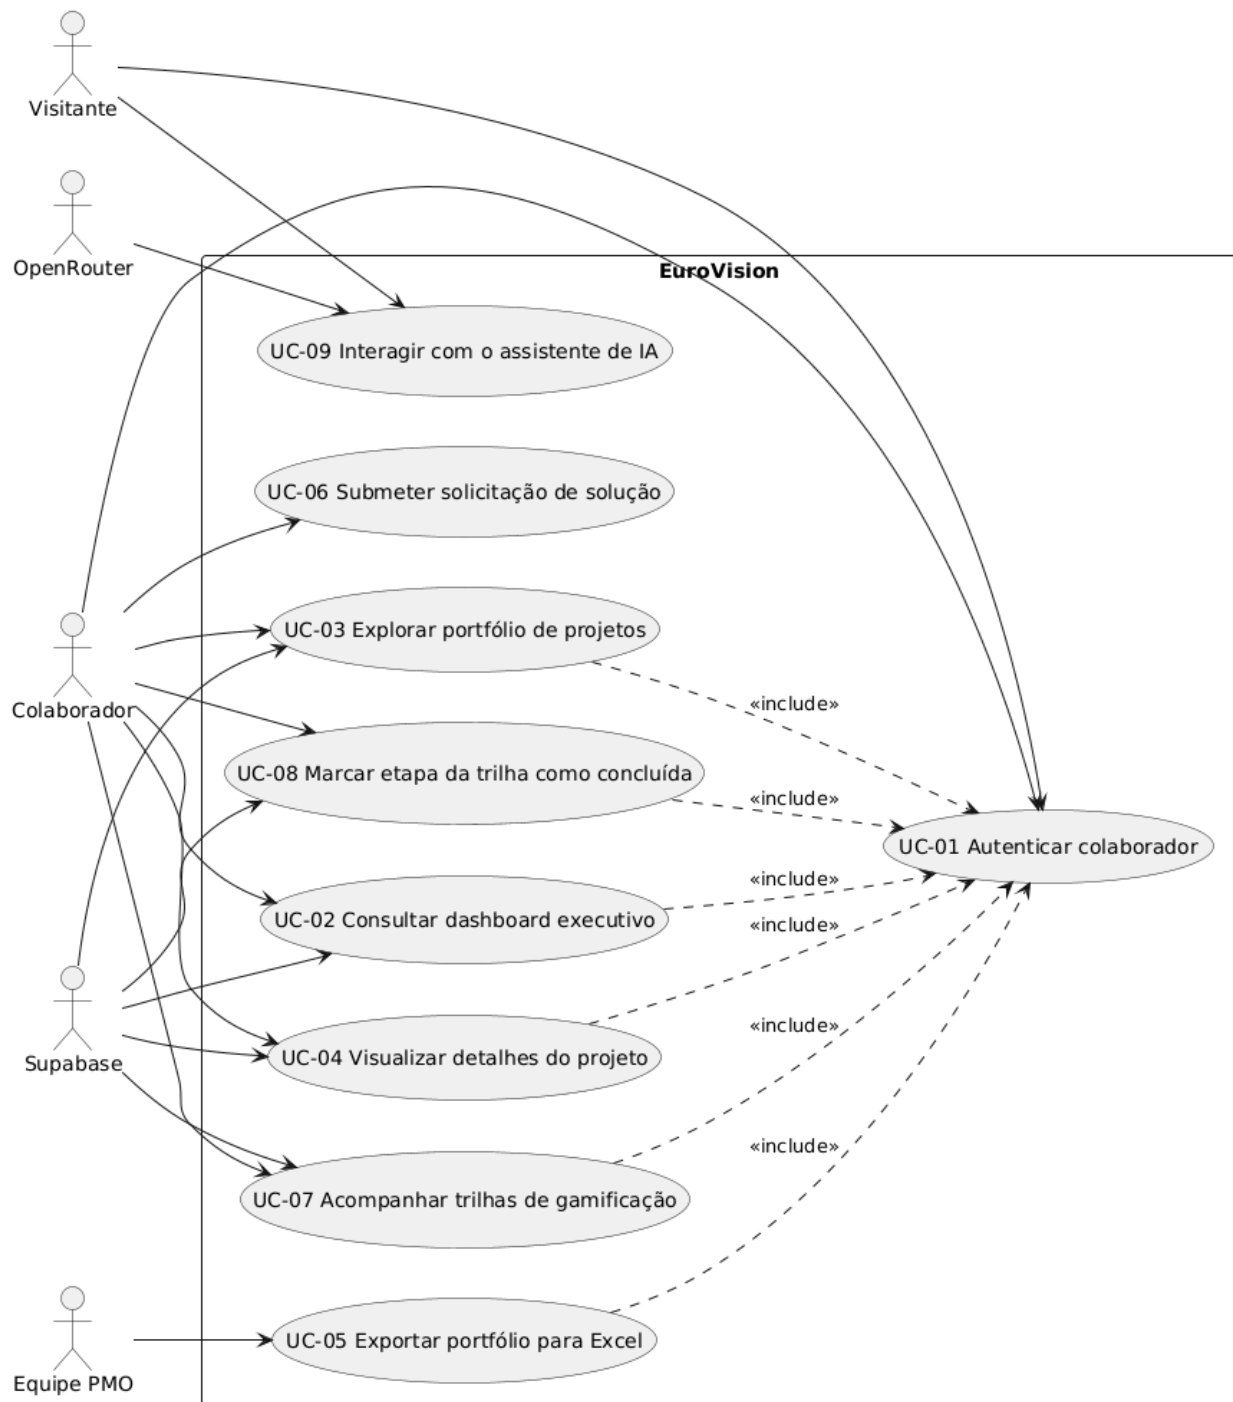 Visitante
OpenRouter
EuroVision
UC-09 Interagir com o assistente de IA
UC-06 Submeter solicitação de solução
UC-03 Explorar portfólio de projetos
Colaborador
«include»
UC-08 Marcar etapa da trilha como concluída
«include»
UC-01 Autenticar colaborador
«include»
UC-02 Consultar dashboard executivo
«include»
«include»
UC-04 Visualizar detalhes do projeto
Supabase
«include»
UC-07 Acompanhar trilhas de gamificação
UC-05 Exportar portfólio para Excel
Equipe PMO